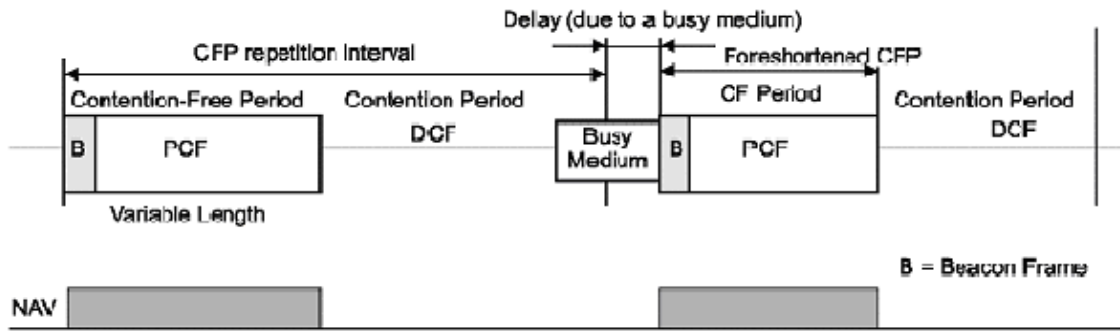 Delay (due to a busy medium)
CFP repetition interval
Foreshortened CFP
Contention-Free Period
Contention Period
CF Period
Contention Period
B
PCF
DCF
Busy
Medium
B
PCF
DCF
Variable Length
B = Beacon Frame
NAV